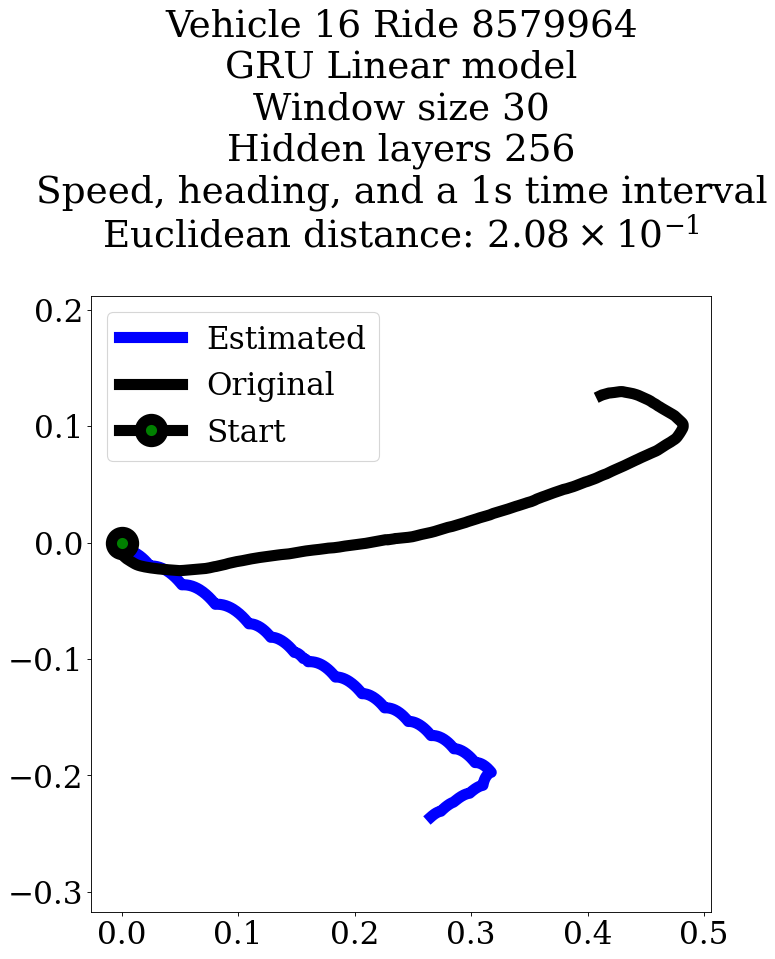 Vehicle 16 Ride 8579964
GRU Linear model
Window size 30
Hidden layers 256
Speed, heading, and a 1s time interval
Euclidean distance: 2.08 × 10⁻¹
Estimated
Original
Start
0.2
0.1
0.0
−0.1
−0.2
−0.3
0.0 0.1 0.2 0.3 0.4 0.5